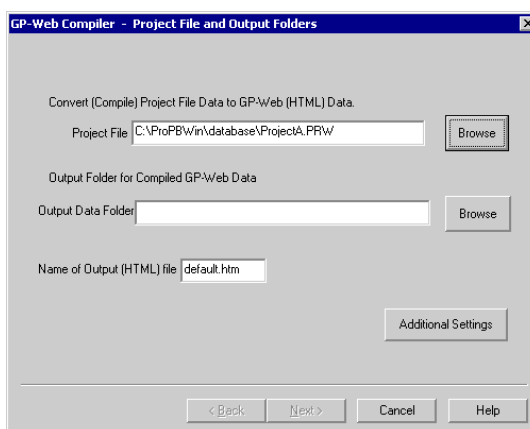 GP-Web Compiler - Project File and Output Folders
Convert (Compile) Project File Data to GP-Web (HTML) Data.
Project File C:\ProPBWin\database\ProjectA.PRW Browse
Output Folder for Compiled GP-Web Data
Output Data Folder Browse
Name of Output (HTML) file default.htm
Additional Settings
< Back Next > Cancel Help